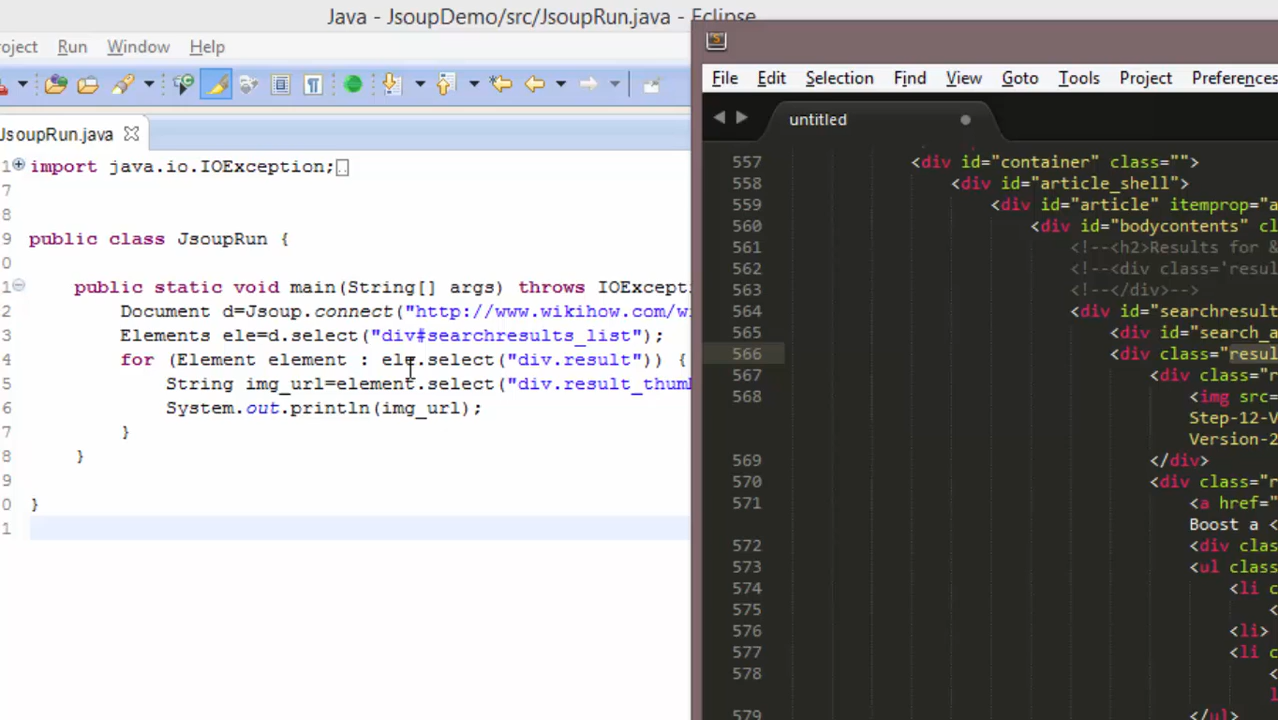 Java - JsoupDemo/src/JsoupRun.java - Eclipse
roject Run Window Help
JsoupRun.java
1 import java.io.IOException;
7
8
9 public class JsoupRun {
0
1 public static void main(String[] args) throws IOExcepti
2 Document d=Jsoup.connect("http://www.wikihow.com/w
3 Elements ele=d.select("div#searchresults_list");
4 for (Element element : ele.select("div.result")) {
5 String img_url=element.select("div.result_thum
6 System.out.println(img_url);
7 }
8 }
9
0 }
1
File Edit Selection Find View Goto Tools Project Preferences
untitled
557 <div id="container" class="">
558 <div id="article_shell">
559 <div id="article" itemprop="a
560 <div id="bodycontents" cl
561 <!--<h2>Results for &
562 <!--<div class='resul
563 <!--</div>-->
564 <div id="searchresult
565 <div id="search_a
566 <div class="resul
567 <div class="r
568 <img src=
Step-12-V
Version-2
569 </div>
570 <div class="r
571 <a href="
Boost a <
572 <div clas
573 <ul class
574 <li c
575 <
576 <li>
577 <li c
578 <
l
579 </ul>